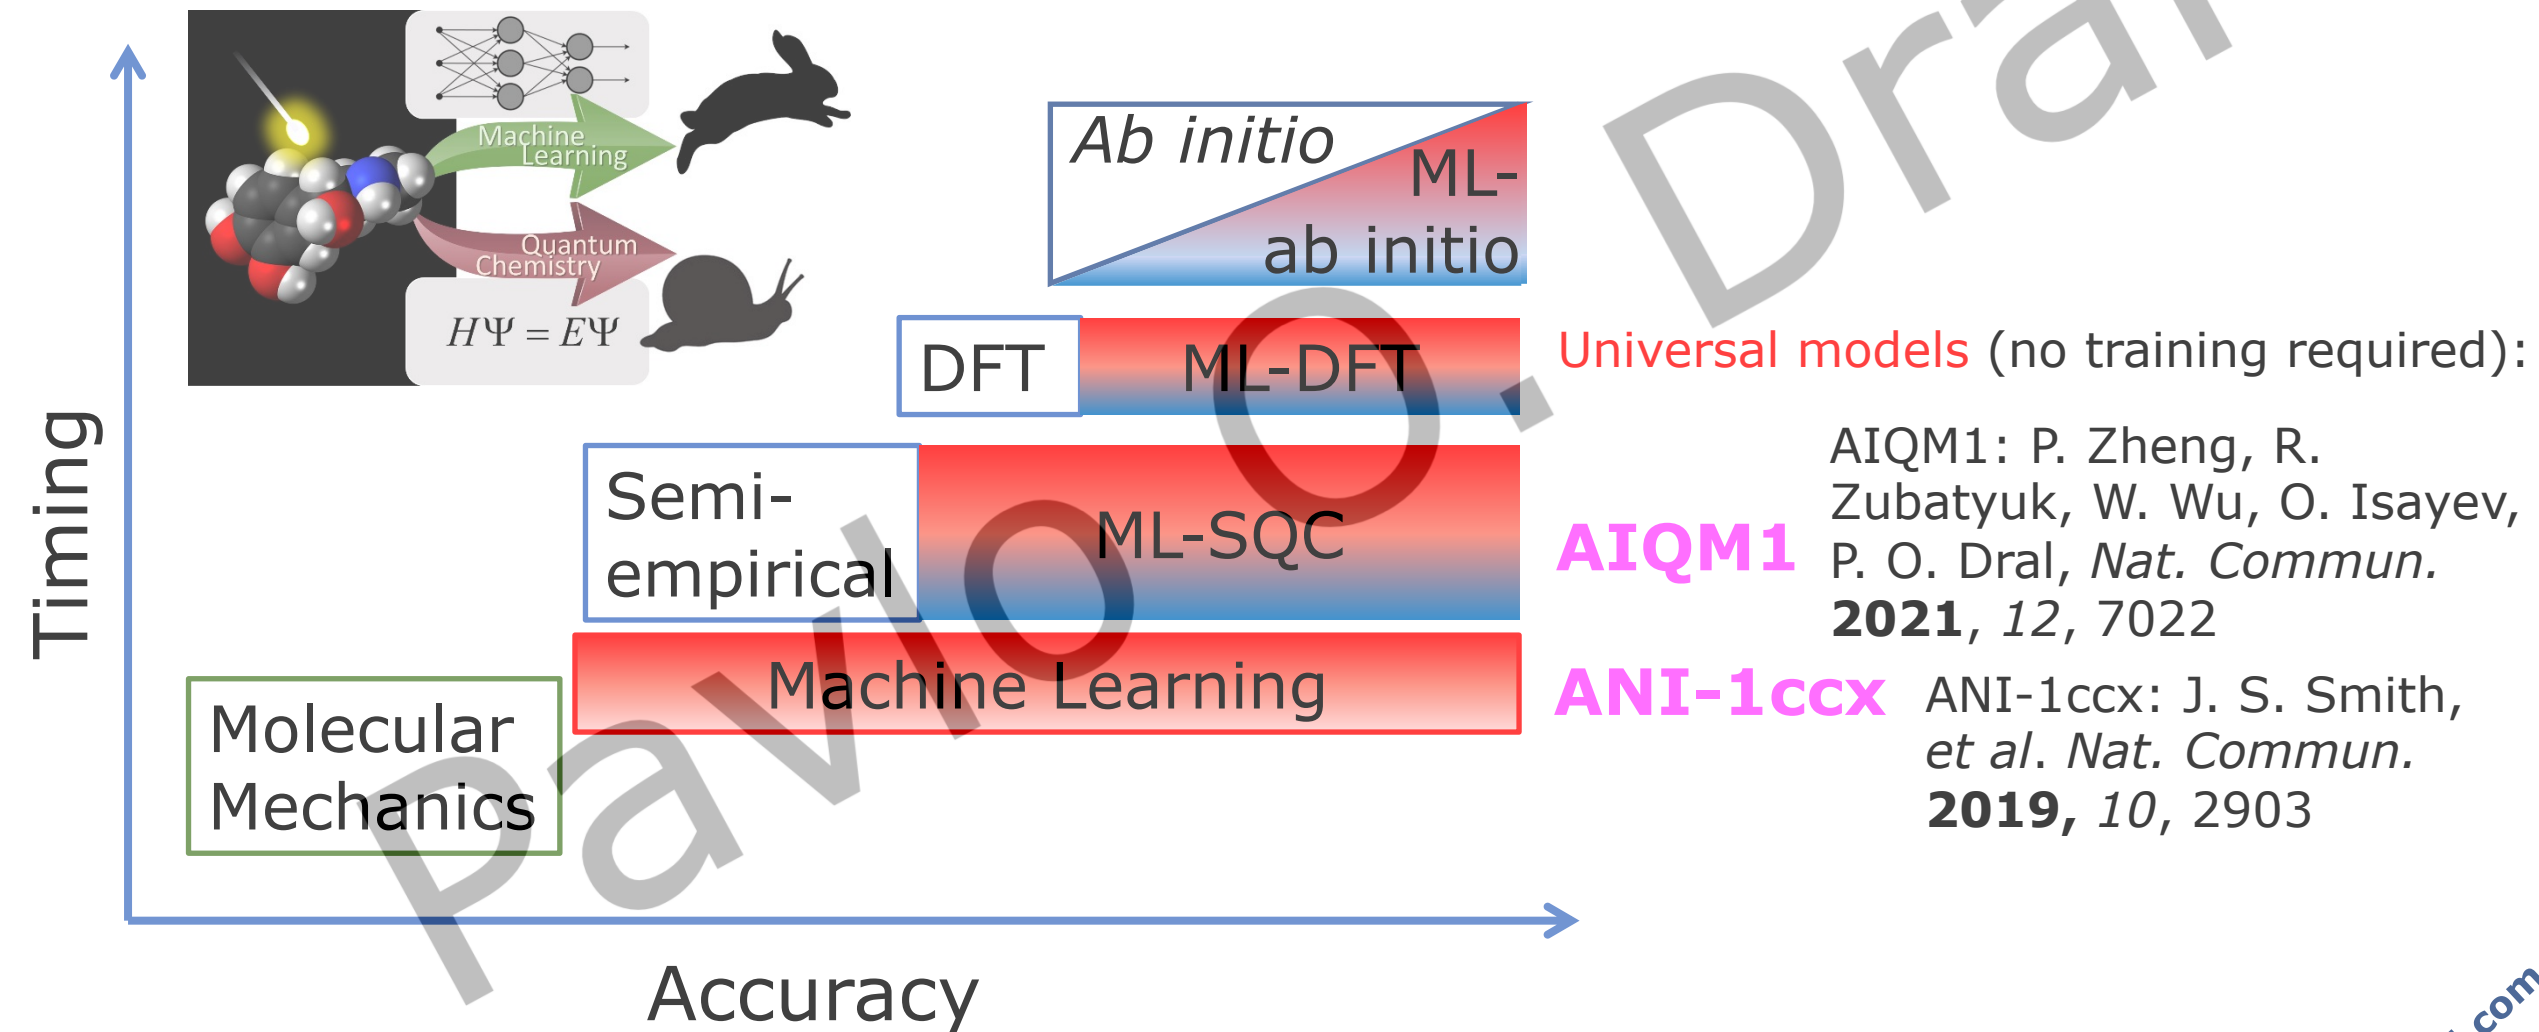 Timing
Machine
Learning
Quantum
Chemistry
HΨ = EΨ
Ab initio
ML-
ab initio
DFT
ML-DFT
Semi-
empirical
ML-SQC
Machine Learning
Molecular
Mechanics
Accuracy
Universal models (no training required):
AIQM1
AIQM1: P. Zheng, R.
Zubatyuk, W. Wu, O. Isayev,
P. O. Dral, Nat. Commun.
2021, 12, 7022
ANI-1ccx
ANI-1ccx: J. S. Smith,
et al. Nat. Commun.
2019, 10, 2903
Pavlo O. Dral
.com